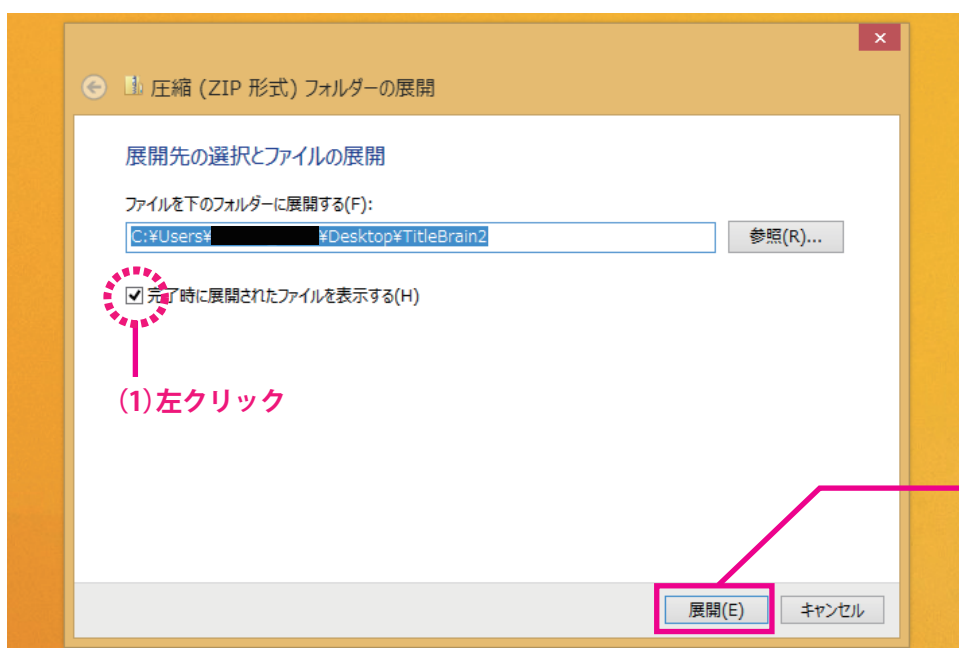 圧縮 (ZIP 形式) フォルダーの展開
展開先の選択とファイルの展開
ファイルを下のフォルダーに展開する(F):
C:¥Users¥ ¥Desktop¥TitleBrain2
参照(R)...
完了時に展開されたファイルを表示する(H)
(1)左クリック
展開(E)
キャンセル